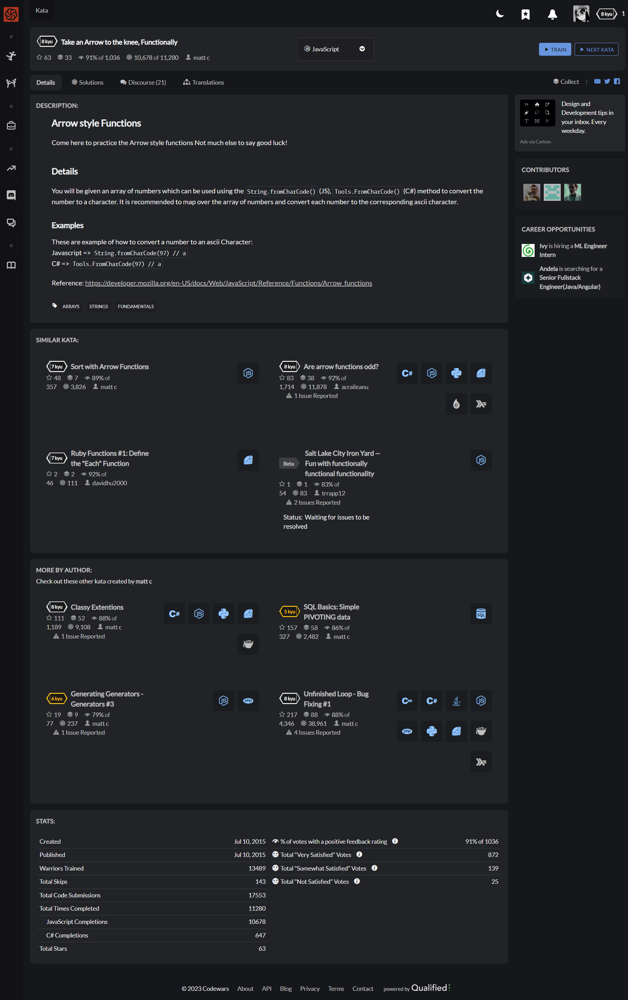 Kata
8 kyu
1
8 kyu Take an Arrow to the knee, Functionally
63 33 91% of 1,036 10,678 of 11,280 matt c
JavaScript
TRAIN
NEXT KATA
Details Solutions Discourse (21) Translations
Collect |
DESCRIPTION:
Arrow style Functions
Come here to practice the Arrow style functions Not much else to say good luck!
Details
You will be given an array of numbers which can be used using the String.fromCharCode() (JS), Tools.FromCharCode() (C#) method to convert the
number to a character. It is recommended to map over the array of numbers and convert each number to the corresponding ascii character.
Examples
These are example of how to convert a number to an ascii Character:
Javascript => String.fromCharCode(97) // a
C# => Tools.FromCharCode(97) // a
Reference: https://developer.mozilla.org/en-US/docs/Web/JavaScript/Reference/Functions/Arrow_functions
ARRAYS STRINGS FUNDAMENTALS
Design and
Development tips in
your inbox. Every
weekday.
Ads via Carbon
CONTRIBUTORS
CAREER OPPORTUNITIES
Ivy is hiring a ML Engineer
Intern
Andela is searching for a
Senior Fullstack
Engineer(Java/Angular)
SIMILAR KATA:
7 kyu Sort with Arrow Functions
48 7 89% of
357 3,826 matt c
JS
8 kyu Are arrow functions odd?
83 38 92% of
1,714 11,878 acraileanu
1 Issue Reported
C# JS
e
7 kyu Ruby Functions #1: Define
the "Each" Function
2 2 92% of
46 111 davidhu2000
Beta Salt Lake City Iron Yard --
Fun with functionally
functional functionality
1 1 83% of
54 83 trrapp12
2 Issues Reported
Status: Waiting for issues to be
resolved
JS
MORE BY AUTHOR:
Check out these other kata created by matt c
8 kyu Classy Extentions
111 52 88% of
1,189 9,108 matt c
1 Issue Reported
C# JS
5 kyu SQL Basics: Simple
PIVOTING data
157 58 86% of
327 2,482 matt c
SQL
6 kyu Generating Generators -
Generators #3
19 9 79% of
77 237 matt c
1 Issue Reported
JS php
8 kyu Unfinished Loop - Bug
Fixing #1
217 88 88% of
4,346 38,961 matt c
4 Issues Reported
C++ C# JS
php
STATS:
Created Jul 10, 2015
Published Jul 10, 2015
Warriors Trained 13489
Total Skips 143
Total Code Submissions 17553
Total Times Completed 11280
JavaScript Completions 10678
C# Completions 647
Total Stars 63
% of votes with a positive feedback rating 91% of 1036
Total "Very Satisfied" Votes 872
Total "Somewhat Satisfied" Votes 139
Total "Not Satisfied" Votes 25
© 2023 Codewars About API Blog Privacy Terms Contact powered by Qualified